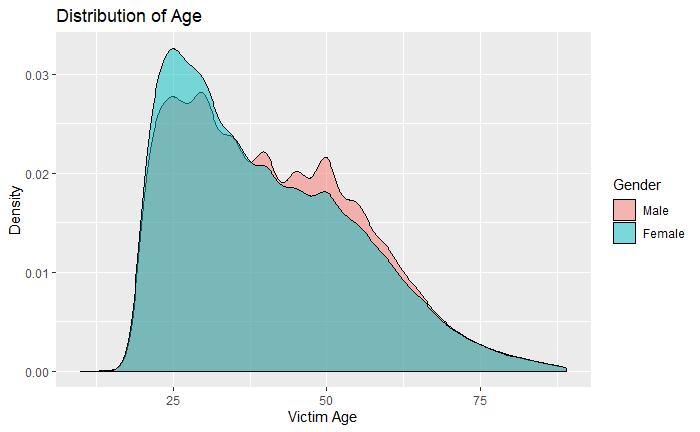 Distribution of Age
0.03
0.02
0.01
0.00
Density
25
50
75
Victim Age
Gender
Male
Female